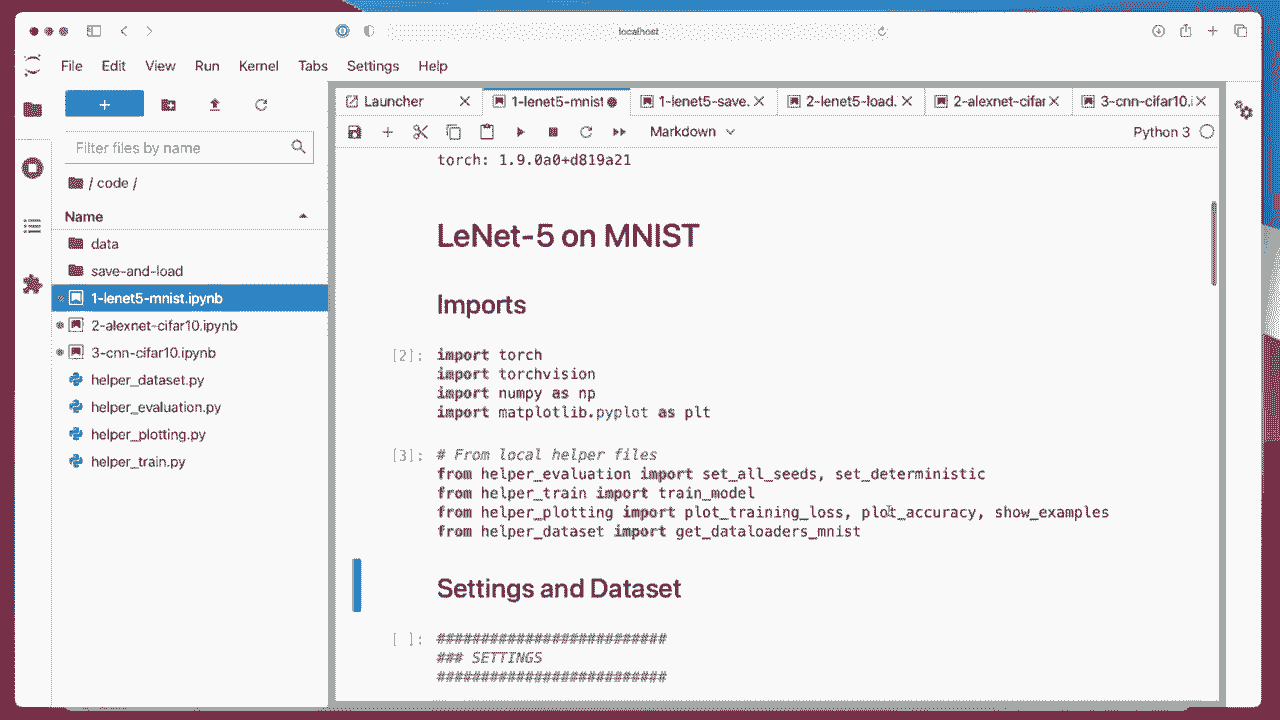 localhost
File Edit View Run Kernel Tabs Settings Help
+
Filter files by name
/ code /
Name
data
save-and-load
1-lenet5-mnist.ipynb
2-alexnet-cifar10.ipynb
3-cnn-cifar10.ipynb
helper_dataset.py
helper_evaluation.py
helper_plotting.py
helper_train.py
Launcher 1-lenet5-mnist 1-lenet5-save. 2-lenet5-load. 2-alexnet-cifar 3-cnn-cifar10.i
Markdown Python 3
torch: 1.9.0a0+d819a21
LeNet-5 on MNIST
Imports
[2]: import torch
import torchvision
import numpy as np
import matplotlib.pyplot as plt
[3]: # From local helper files
from helper_evaluation import set_all_seeds, set_deterministic
from helper_train import train_model
from helper_plotting import plot_training_loss, plot_accuracy, show_examples
from helper_dataset import get_dataloaders_mnist
Settings and Dataset
[ ]: ##########################
### SETTINGS
##########################